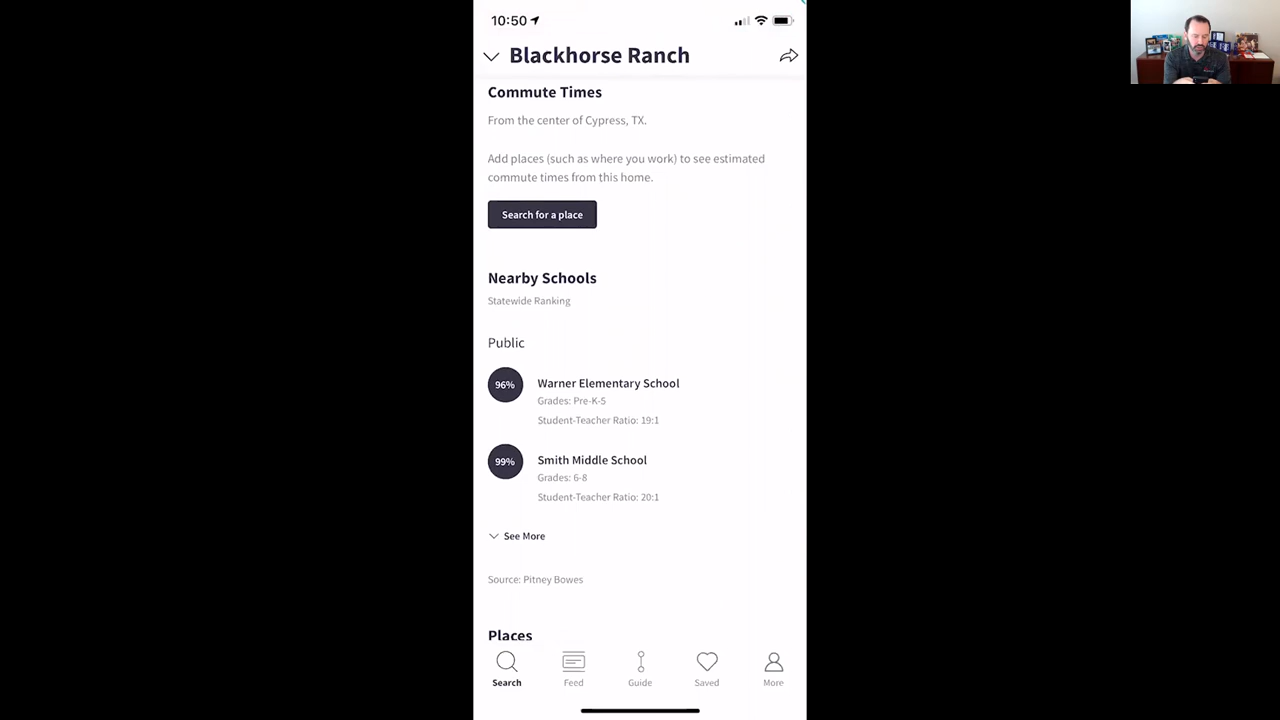 10:50
Blackhorse Ranch
Commute Times
From the center of Cypress, TX.
Add places (such as where you work) to see estimated
commute times from this home.
Search for a place
Nearby Schools
Statewide Ranking
Public
96%
Warner Elementary School
Grades: Pre-K-5
Student-Teacher Ratio: 19:1
99%
Smith Middle School
Grades: 6-8
Student-Teacher Ratio: 20:1
See More
Source: Pitney Bowes
Places
Search
Feed
Guide
Saved
More